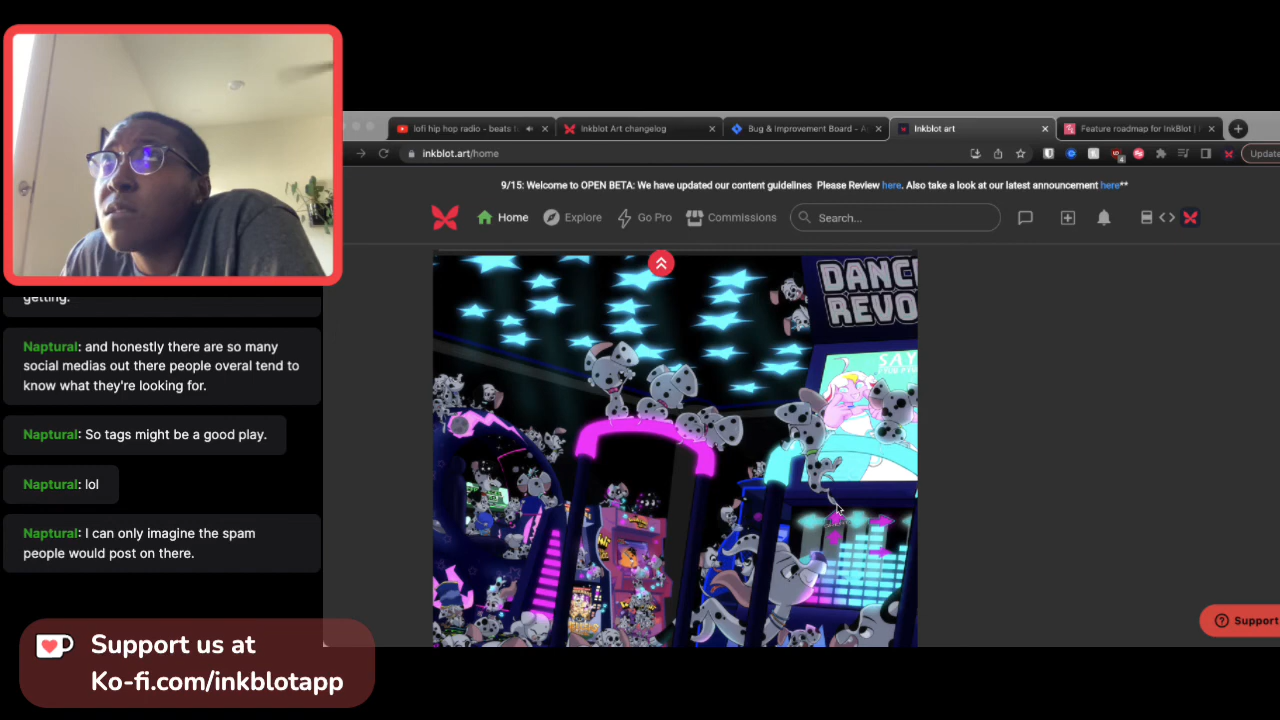 lofi hip hop radio - beats t
Inkblot Art changelog
Bug & Improvement Board - A
Inkblot art
Feature roadmap for InkBlot |
inkblot.art/home
Update
9/15: Welcome to OPEN BETA: We have updated our content guidelines Please Review here. Also take a look at our latest announcement here**
Home
Explore
Go Pro
Commissions
Search...
getting.
Naptural: and honestly there are so many
social medias out there people overal tend to
know what they're looking for.
Naptural: So tags might be a good play.
Naptural: lol
Naptural: I can only imagine the spam
people would post on there.
DANC
REVO
SAY
Support
Support us at
Ko-fi.com/inkblotapp